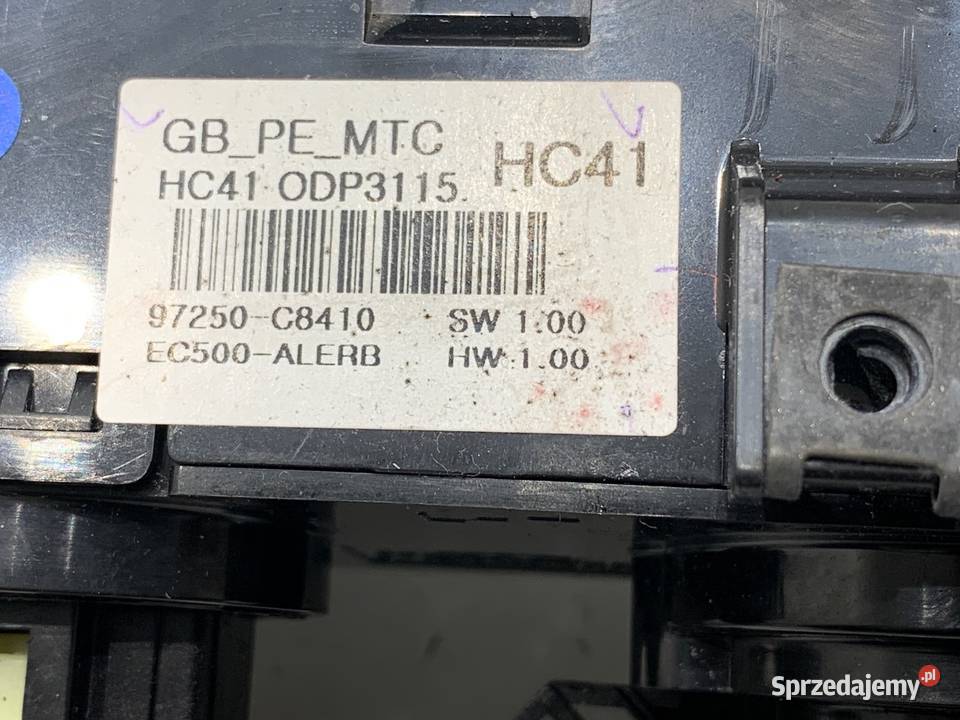 GB_PE_MTC
HC41
HC41 ODP3115.
97250-C8410 SW 1.00
EC500-ALERB HW 1.00
Sprzedajemy.pl